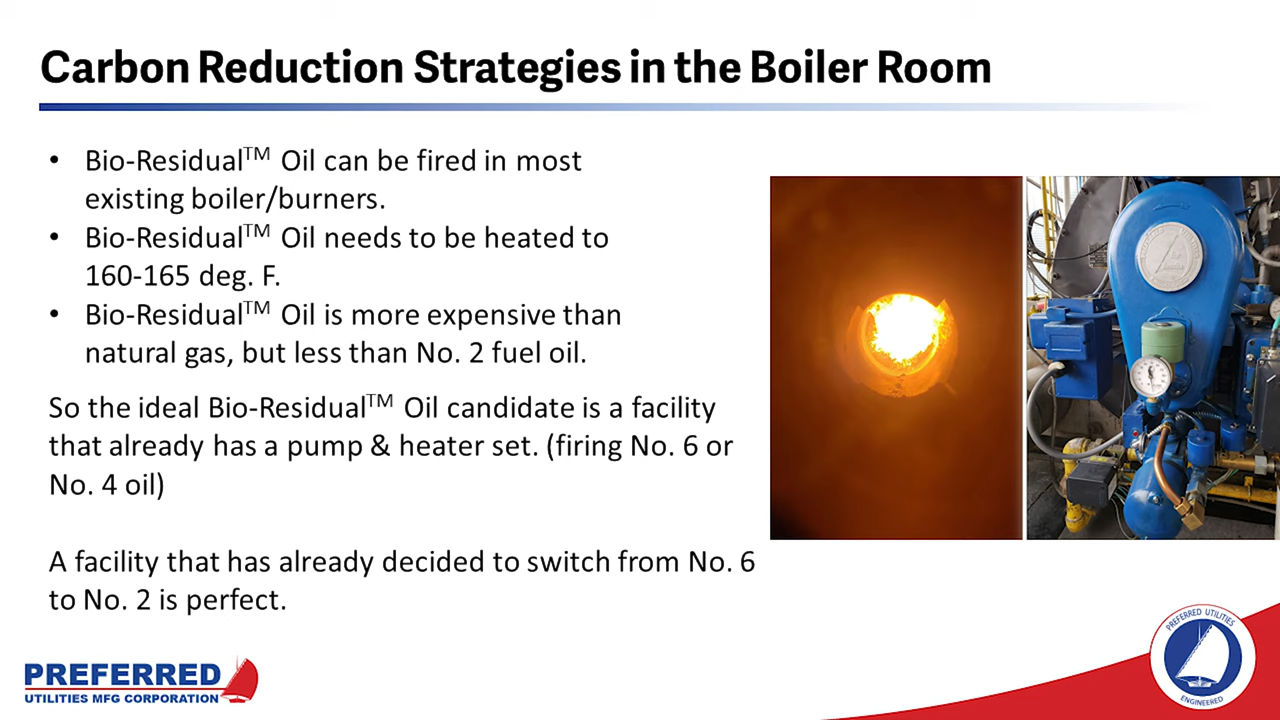 Carbon Reduction Strategies in the Boiler Room
• Bio-Residual™ Oil can be fired in most
existing boiler/burners.
• Bio-Residual™ Oil needs to be heated to
160-165 deg. F.
• Bio-Residual™ Oil is more expensive than
natural gas, but less than No. 2 fuel oil.
So the ideal Bio-Residual™ Oil candidate is a facility
that already has a pump & heater set. (firing No. 6 or
No. 4 oil)
A facility that has already decided to switch from No. 6
to No. 2 is perfect.
PREFERRED
UTILITIES MFG CORPORATION
PREFERRED UTILITIES
ENGINEERED